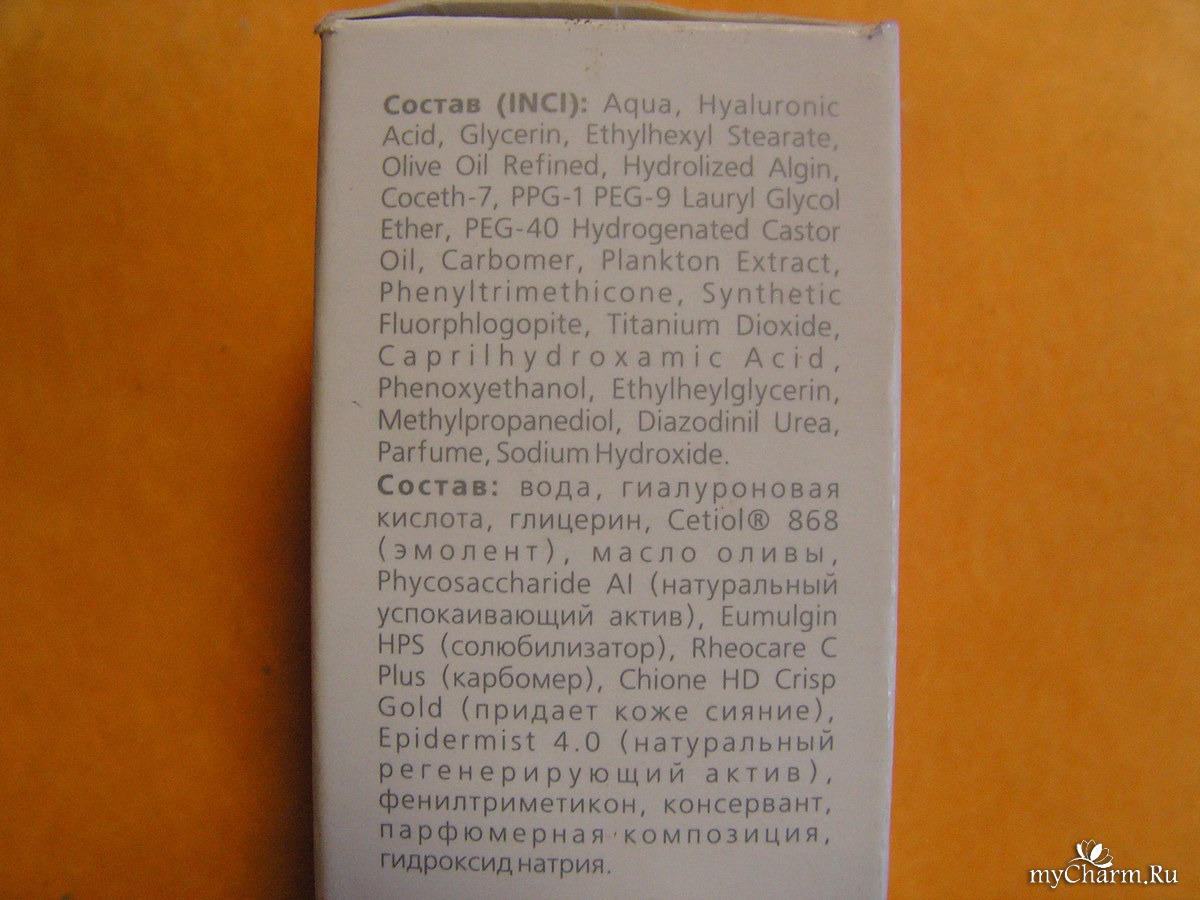 Состав (INCI): Aqua, Hyaluronic
Acid, Glycerin, Ethylhexyl Stearate,
Olive Oil Refined, Hydrolized Algin,
Coceth-7, PPG-1 PEG-9 Lauryl Glycol
Ether, PEG-40 Hydrogenated Castor
Oil, Carbomer, Plankton Extract,
Phenyltrimethicone, Synthetic
Fluorphlogopite, Titanium Dioxide,
Caprilhydroxamic Acid,
Phenoxyethanol, Ethylheylglycerin,
Methylpropanediol, Diazodinil Urea,
Parfume, Sodium Hydroxide.
Состав: вода, гиалуроновая
кислота, глицерин, Cetiol® 868
(эмолент), масло оливы,
Phycosaccharide AI (натуральный
успокаивающий актив), Eumulgin
HPS (солюбилизатор), Rheocare C
Plus (карбомер), Chione HD Crisp
Gold (придает коже сияние),
Epidermist 4.0 (натуральный
регенерирующий актив),
фенилтриметикон, консервант,
парфюмерная композиция,
гидроксид натрия.
myCharm.Ru